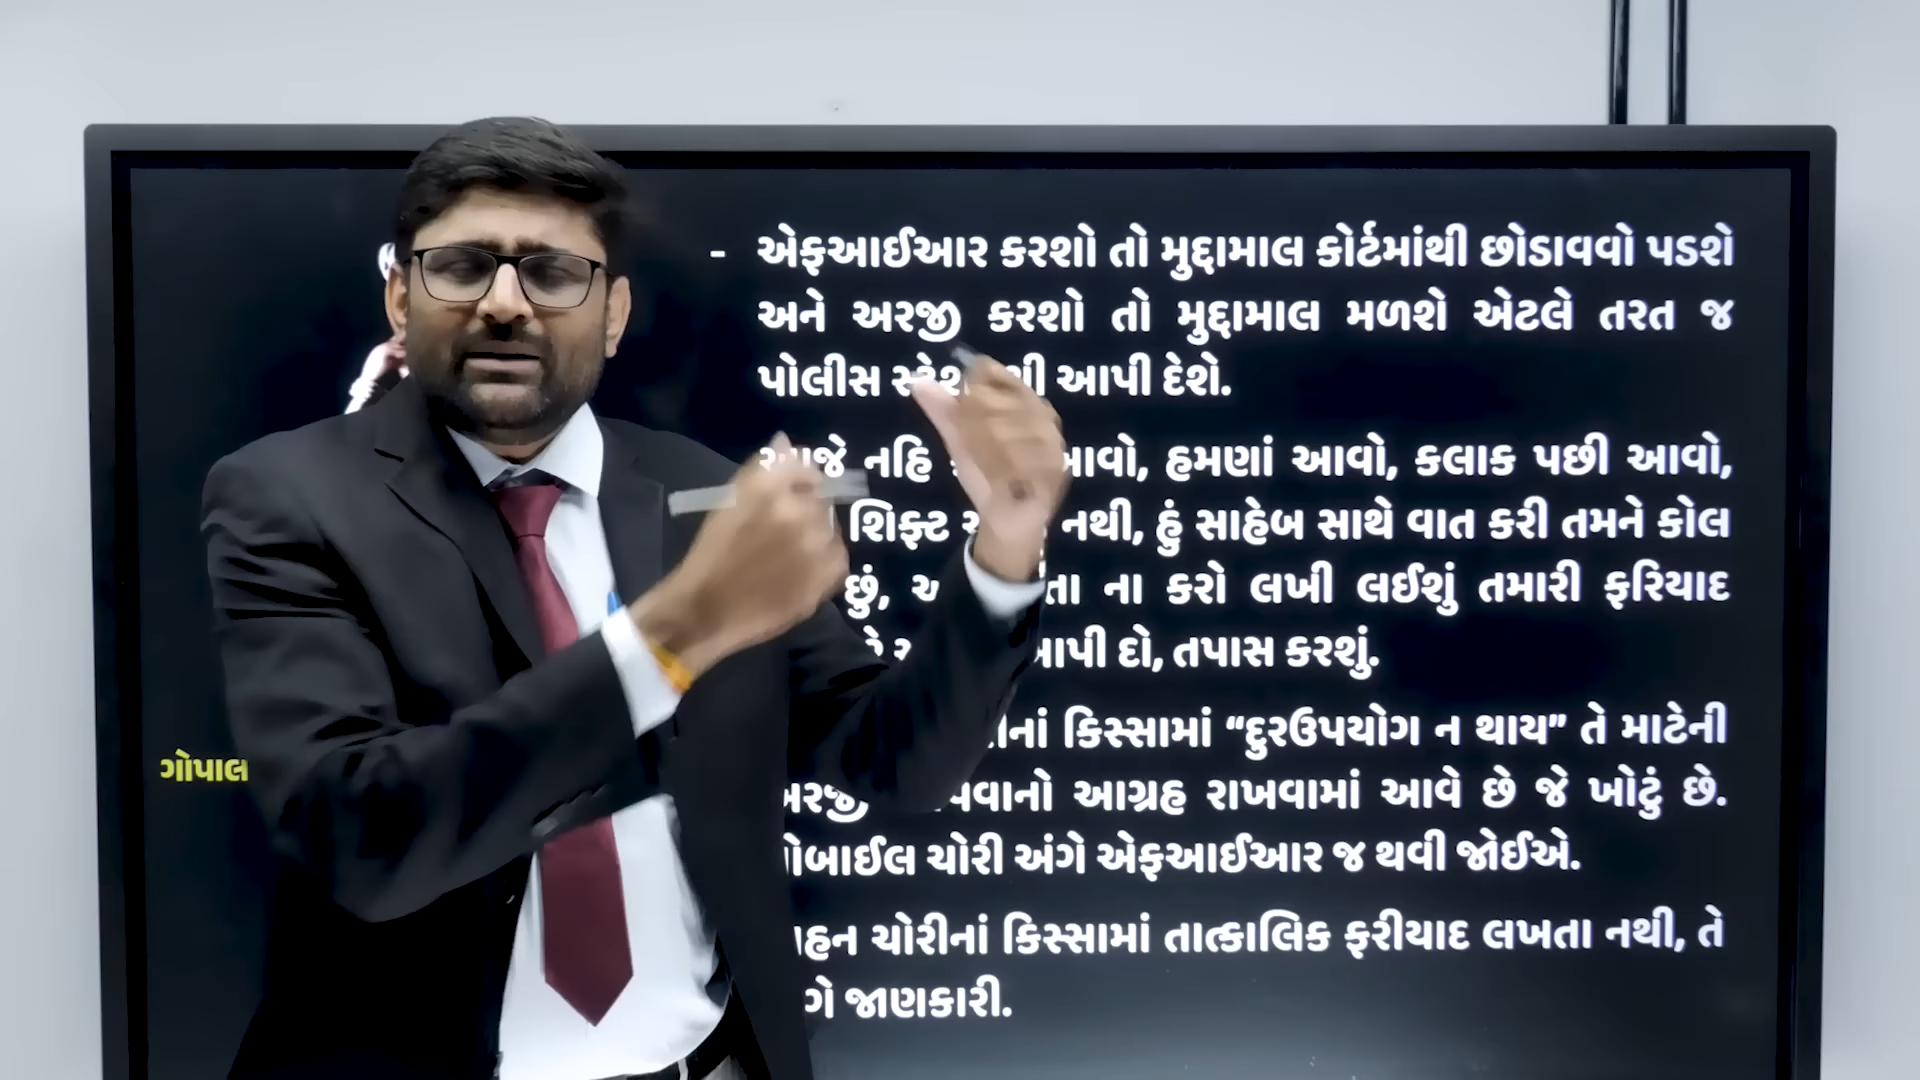 - એફઆઈઆર કરશો તો મુદ્દામાલ કોર્ટમાંથી છોડાવવો પડશે
અને અરજી કરશો તો મુદ્દામાલ મળશે એટલે તરત જ
પોલીસ આપી દેશે.
નહિ આવો, હમણાં આવો, કલાક પછી આવો,
શિફ્ટ નથી, હું સાહેબ સાથે વાત કરી તમને કોલ
છું, ના કરો લખી લઈશું તમારી ફરિયાદ
આપી દો, તપાસ કરશું.
કિસ્સામાં “દુરઉપયોગ ન થાય” તે માટેની
આગ્રહ રાખવામાં આવે છે જે ખોટું છે.
ચોરી અંગે એફઆઈઆર જ થવી જોઈએ.
ચોરીનાં કિસ્સામાં તાત્કાલિક ફરીયાદ લખતા નથી, તે
જાણકારી.
ગોપાલ